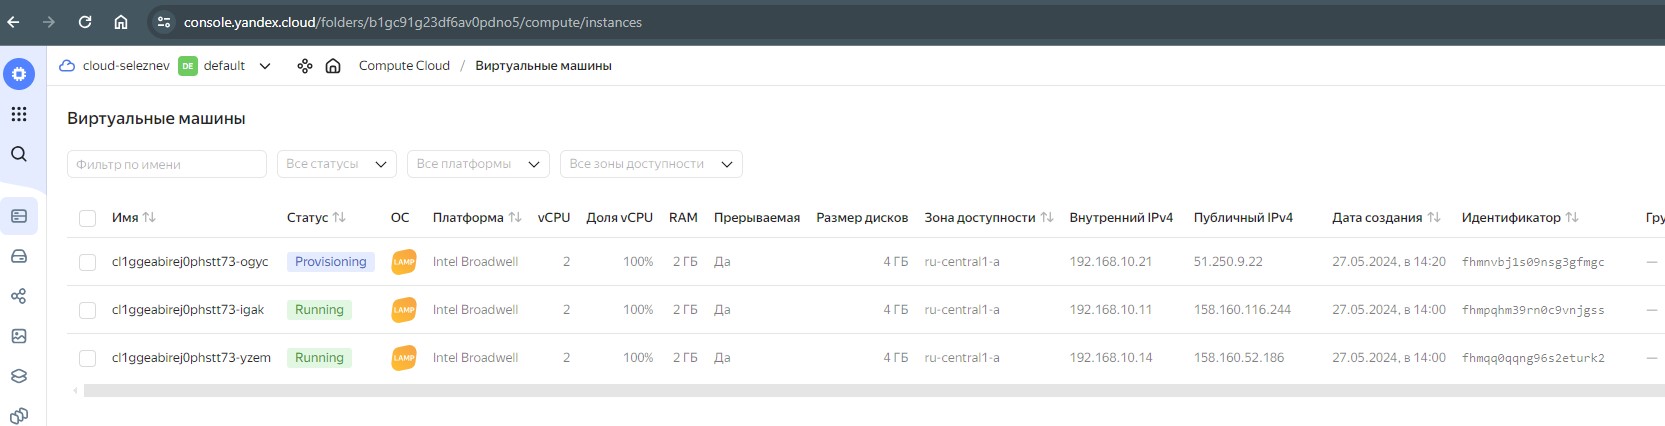 console.yandex.cloud/folders/b1gc91g23df6av0pdno5/compute/instances
cloud-seleznev DE default Compute Cloud / Виртуальные машины
Виртуальные машины
Фильтр по имени Все статусы Все платформы Все зоны доступности
Имя Статус ОС Платформа vCPU Доля vCPU RAM Прерываемая Размер дисков Зона доступности Внутренний IPv4 Публичный IPv4 Дата создания Идентификатор Гру
cl1ggeabirej0phstt73-ogyc Provisioning LAMP Intel Broadwell 2 100% 2 ГБ Да 4 ГБ ru-central1-a 192.168.10.21 51.250.9.22 27.05.2024, в 14:20 fhmnvbj1s09nsg3gfmgc —
cl1ggeabirej0phstt73-igak Running LAMP Intel Broadwell 2 100% 2 ГБ Да 4 ГБ ru-central1-a 192.168.10.11 158.160.116.244 27.05.2024, в 14:00 fhmpqhm39rn0c9vnjgss —
cl1ggeabirej0phstt73-yzem Running LAMP Intel Broadwell 2 100% 2 ГБ Да 4 ГБ ru-central1-a 192.168.10.14 158.160.52.186 27.05.2024, в 14:00 fhmqq0qqng96s2eturk2 —